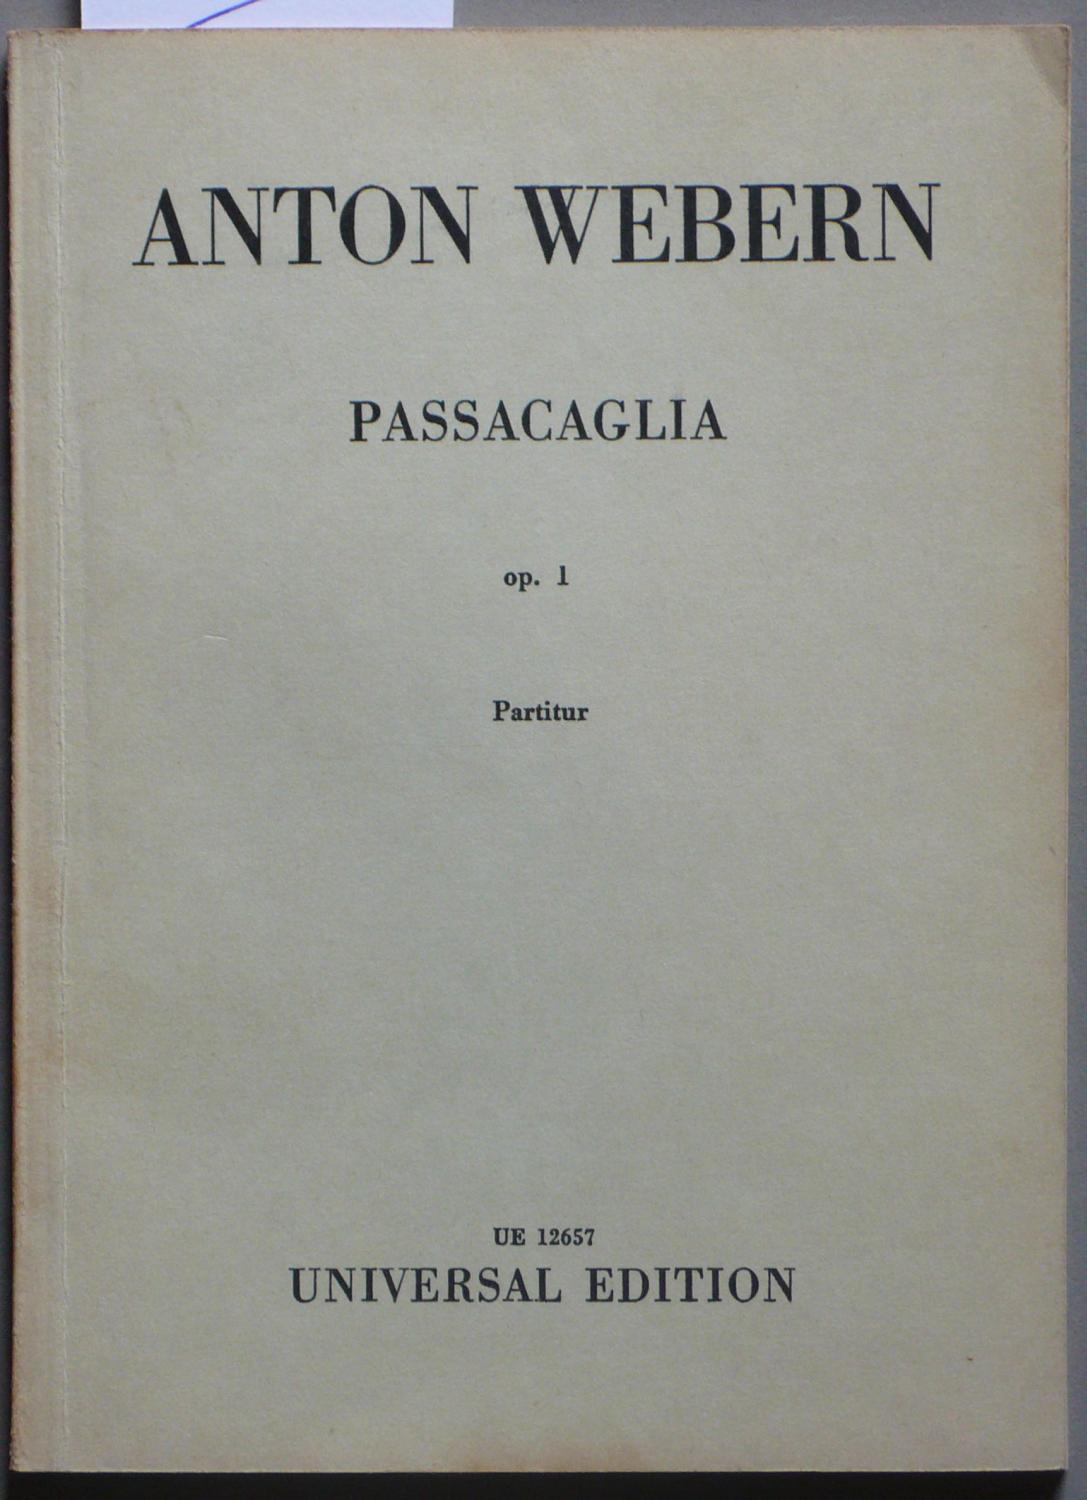 ANTON WEBERN
PASSACAGLIA
op. 1
Partitur
UE 12657
UNIVERSAL EDITION